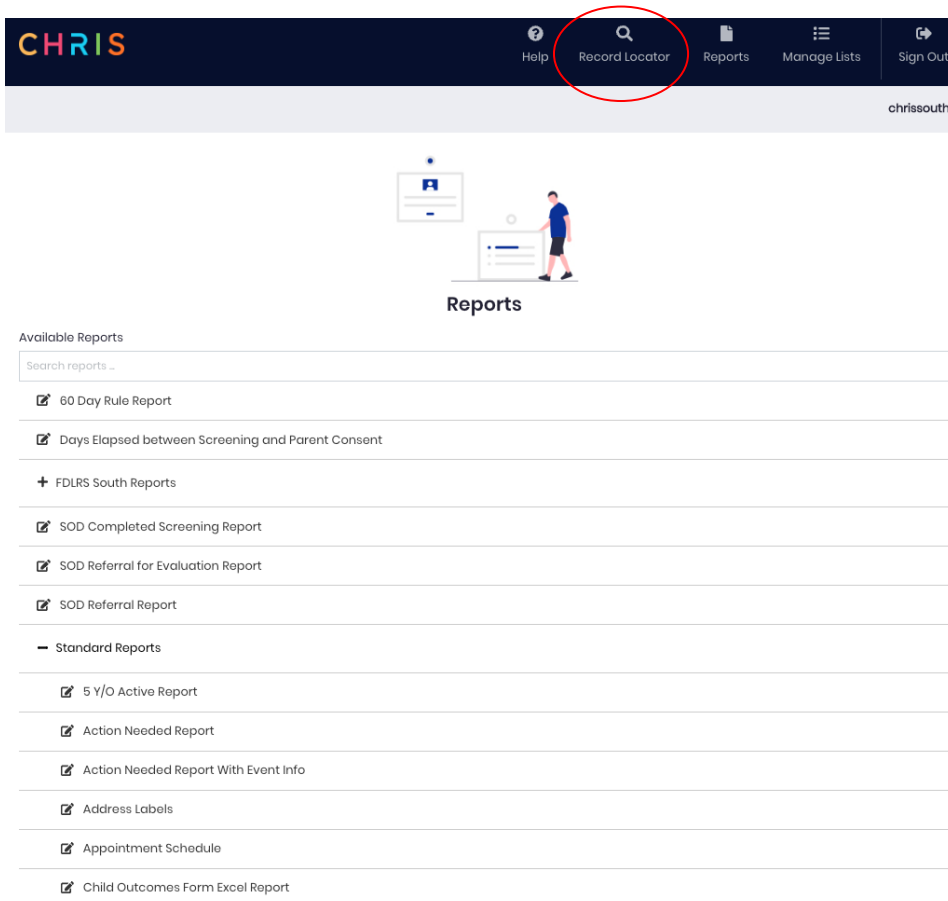 CHRIS
Help Record Locator Reports Manage Lists Sign Out
chrissouth
Reports
Available Reports
Search reports ...
60 Day Rule Report
Days Elapsed between Screening and Parent Consent
FDLRS South Reports
SOD Completed Screening Report
SOD Referral for Evaluation Report
SOD Referral Report
Standard Reports
5 Y/O Active Report
Action Needed Report
Action Needed Report With Event Info
Address Labels
Appointment Schedule
Child Outcomes Form Excel Report